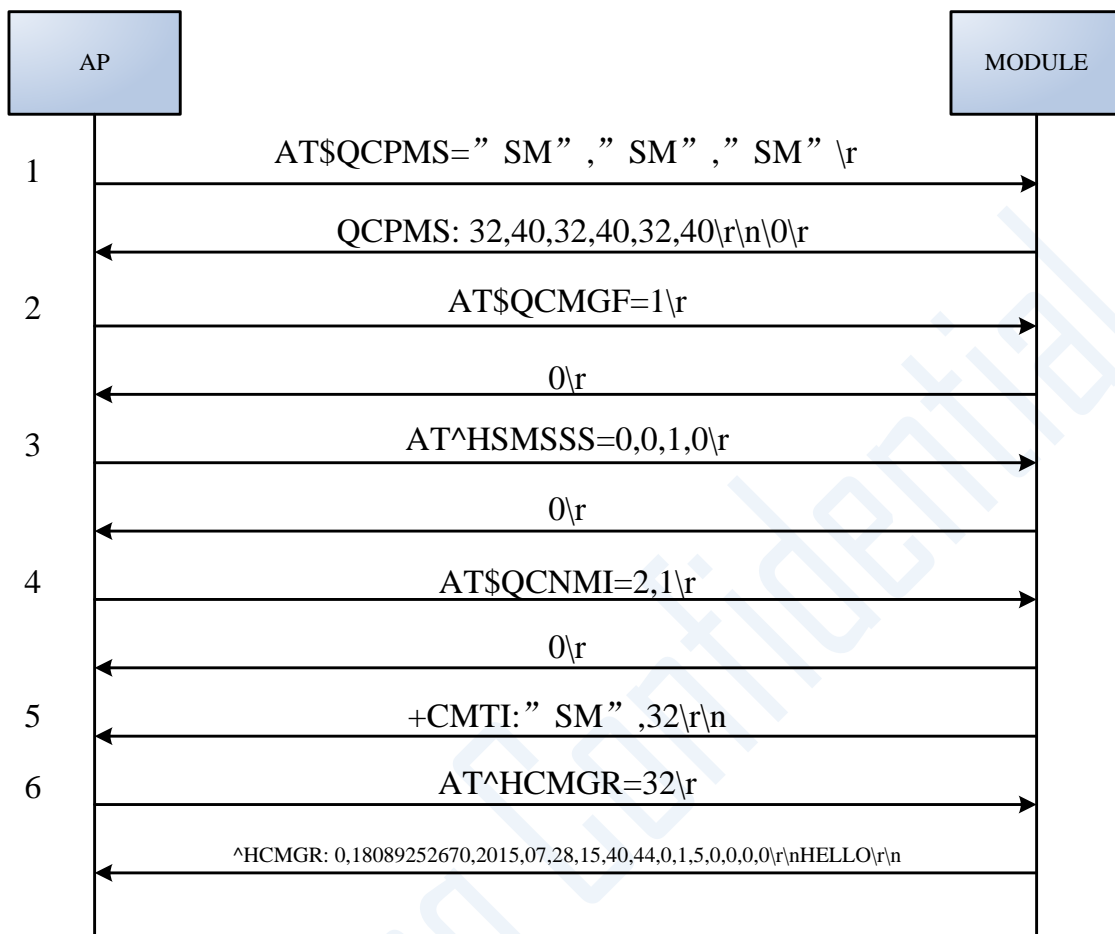 AP
MODULE
1
AT$QCPMS=”SM”,”SM”,”SM”\r
QCPMS: 32,40,32,40,32,40\r\n\0\r
2
AT$QCMGF=1\r
0\r
3
AT^HSMSSS=0,0,1,0\r
0\r
4
AT$QCNMI=2,1\r
0\r
5
+CMTI:”SM”,32\r\n
6
AT^HCMGR=32\r
^HCMGR: 0,18089252670,2015,07,28,15,40,44,0,1,5,0,0,0,0\r\nHELLO\r\n
Confidential